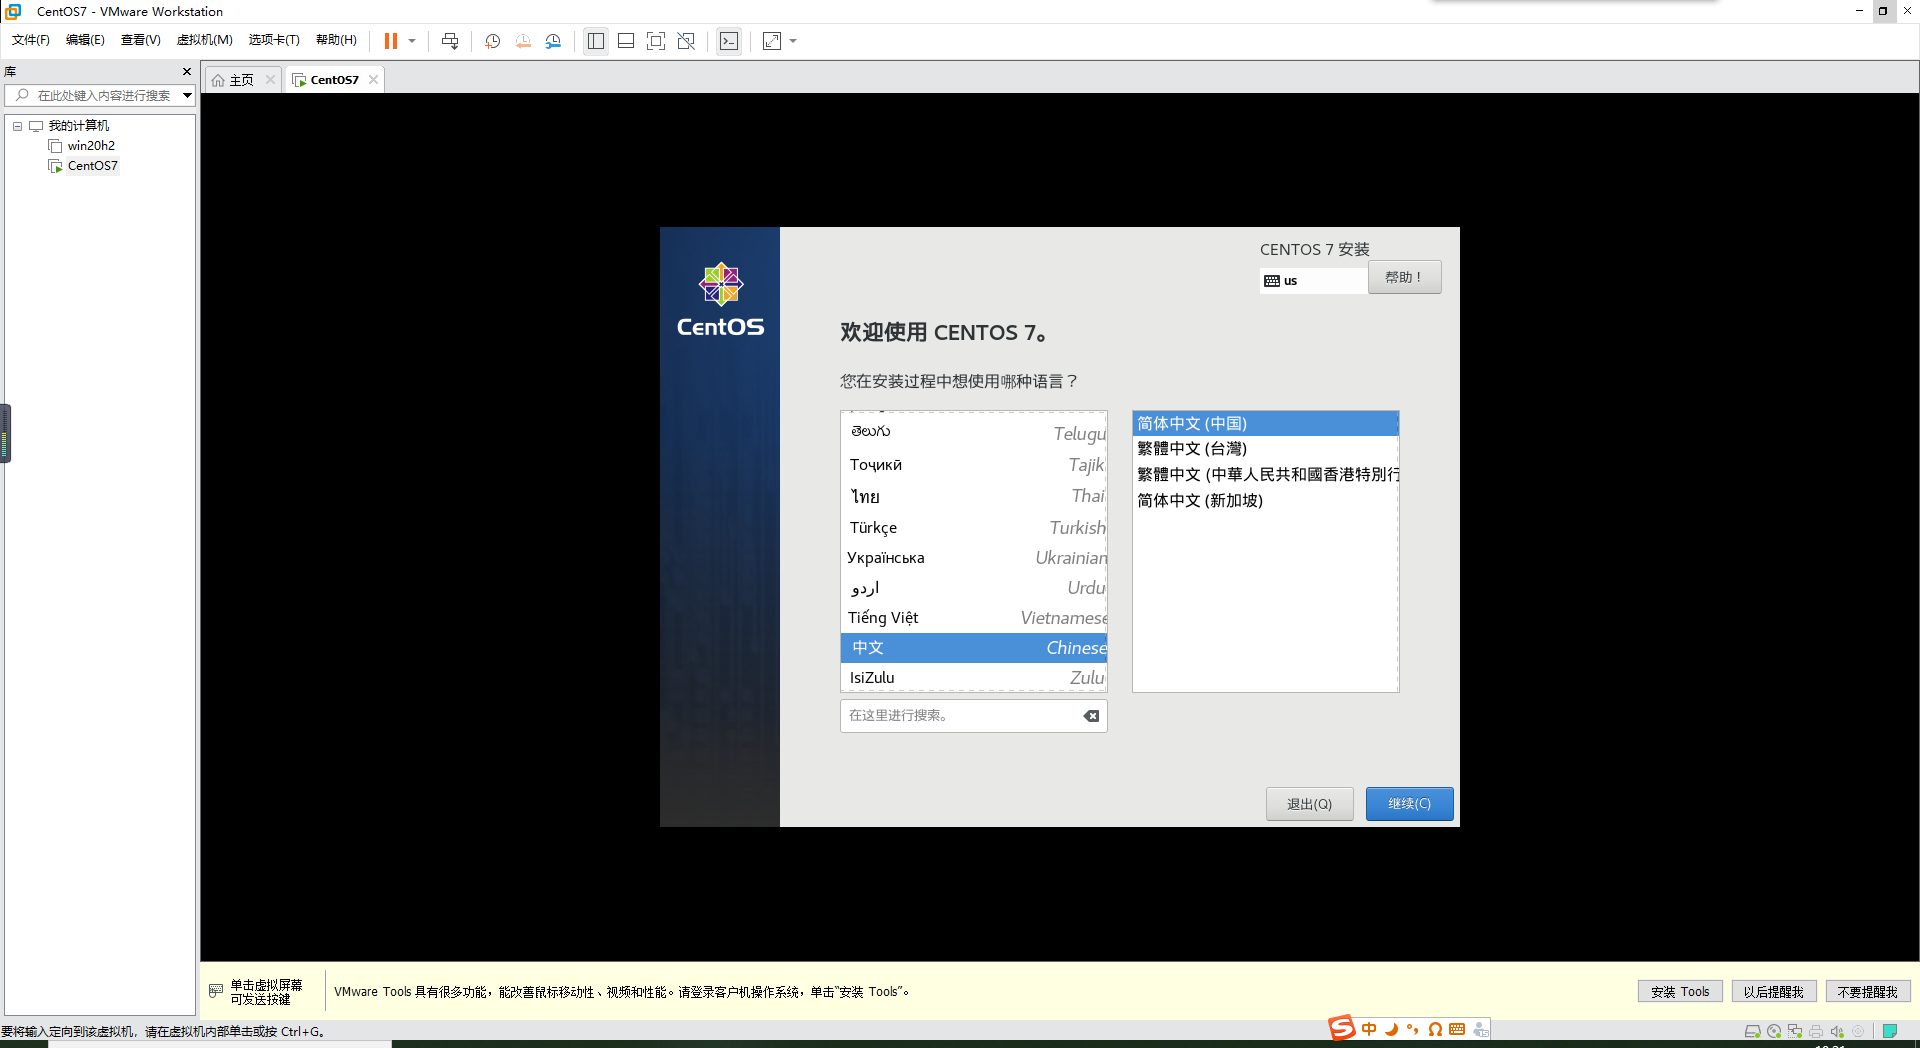 CentOS7 - VMware Workstation
文件(F) 编辑(E) 查看(V) 虚拟机(M) 选项卡(T) 帮助(H)
库
在此处键入内容进行搜索
我的计算机
win20h2
CentOS7
主页
CentOS7
CentOS
CENTOS 7 安装
us
帮助！
欢迎使用 CENTOS 7。
您在安装过程中想使用哪种语言？
తెలుగు Telugu
Тоҷикӣ Tajik
ไทย Thai
Türkçe Turkish
Українська Ukrainian
اردو Urdu
Tiếng Việt Vietnamese
中文 Chinese
IsiZulu Zulu
在这里进行搜索。
简体中文 (中国)
繁體中文 (台灣)
繁體中文 (中華人民共和國香港特別行
简体中文 (新加坡)
退出(Q)
继续(C)
单击虚拟屏幕
可发送按键
VMware Tools 具有很多功能，能改善鼠标移动性、视频和性能。请登录客户机操作系统，单击“安装 Tools”。
安装 Tools
以后提醒我
不要提醒我
要将输入定向到该虚拟机，请在虚拟机内部单击或按 Ctrl+G。
中